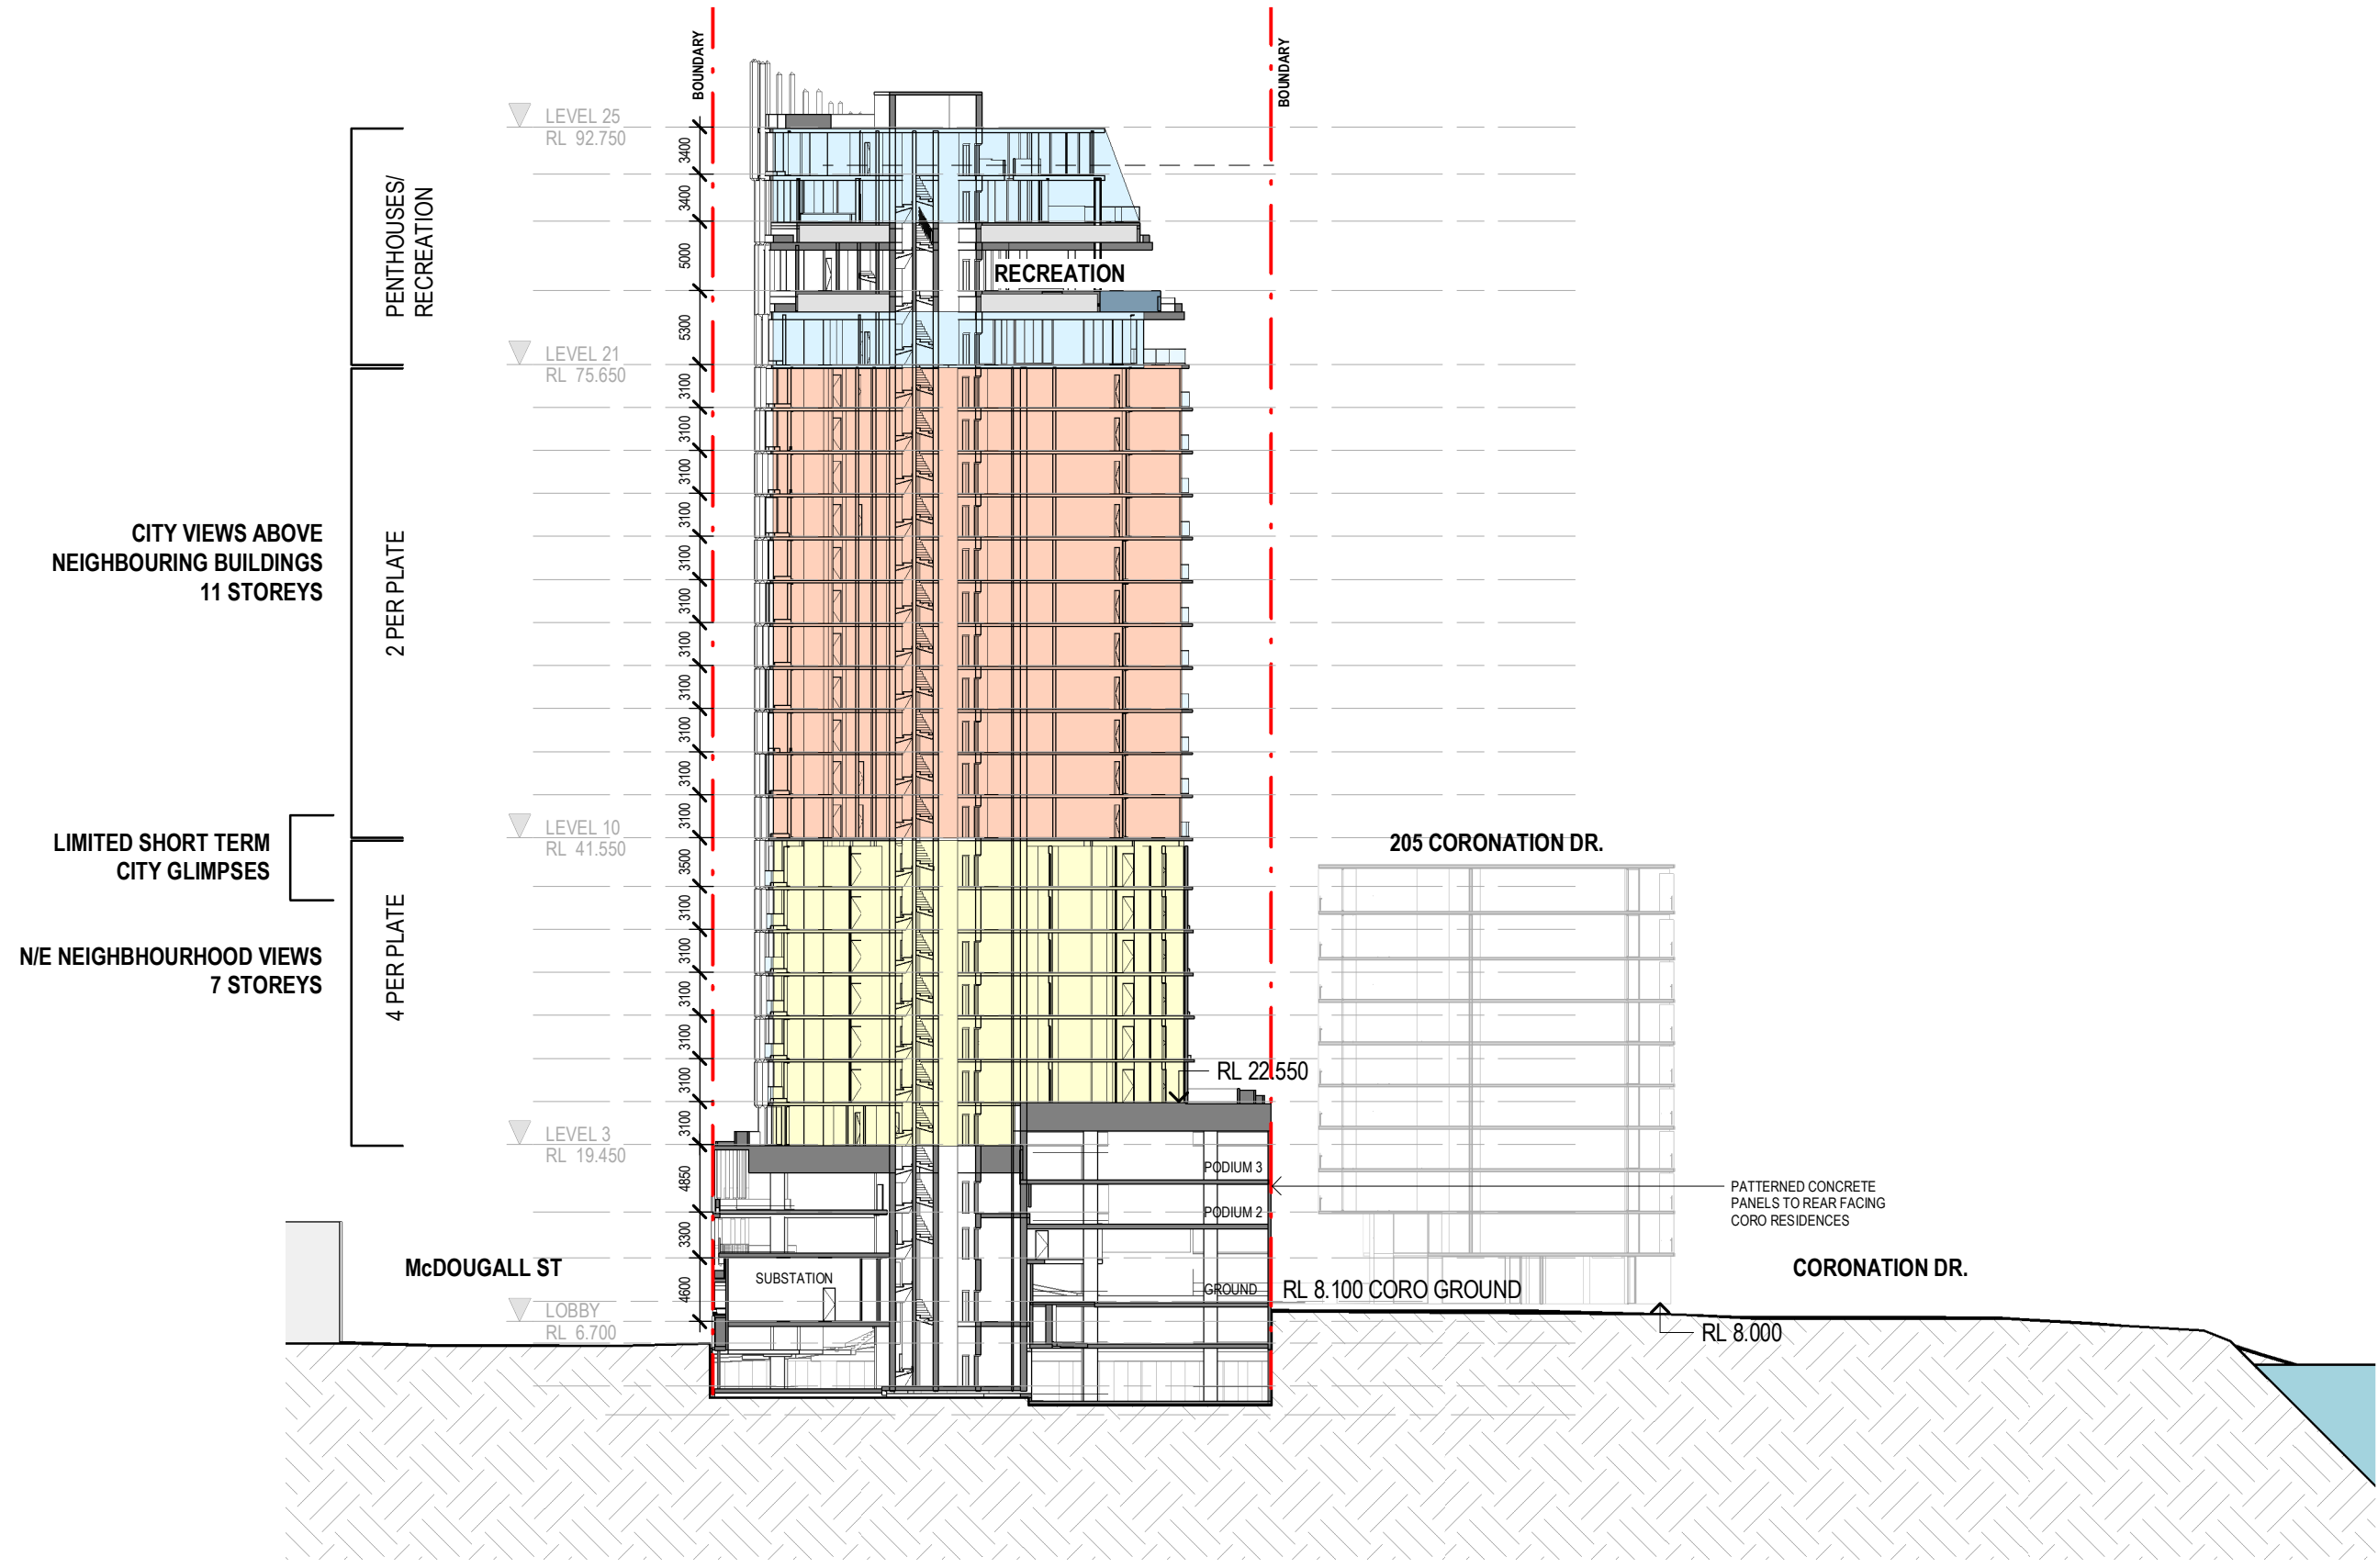 BOUNDARY
BOUNDARY
LEVEL 25
RL 92.750
3400
3400
5000
5300
PENTHOUSES/
RECREATION
RECREATION
LEVEL 21
RL 75.650
3100
3100
3100
3100
3100
3100
3100
3100
3100
3100
3100
CITY VIEWS ABOVE
NEIGHBOURING BUILDINGS
11 STOREYS
2 PER PLATE
LEVEL 10
RL 41.550
LIMITED SHORT TERM
CITY GLIMPSES
205 CORONATION DR.
3500
3100
3100
3100
3100
3100
3100
N/E NEIGHBHOURHOOD VIEWS
7 STOREYS
4 PER PLATE
RL 22.550
LEVEL 3
RL 19.450
4850
3300
4600
PODIUM 3
PODIUM 2
PATTERNED CONCRETE
PANELS TO REAR FACING
CORO RESIDENCES
McDOUGALL ST
SUBSTATION
GROUND
RL 8.100 CORO GROUND
CORONATION DR.
LOBBY
RL 6.700
RL 8.000